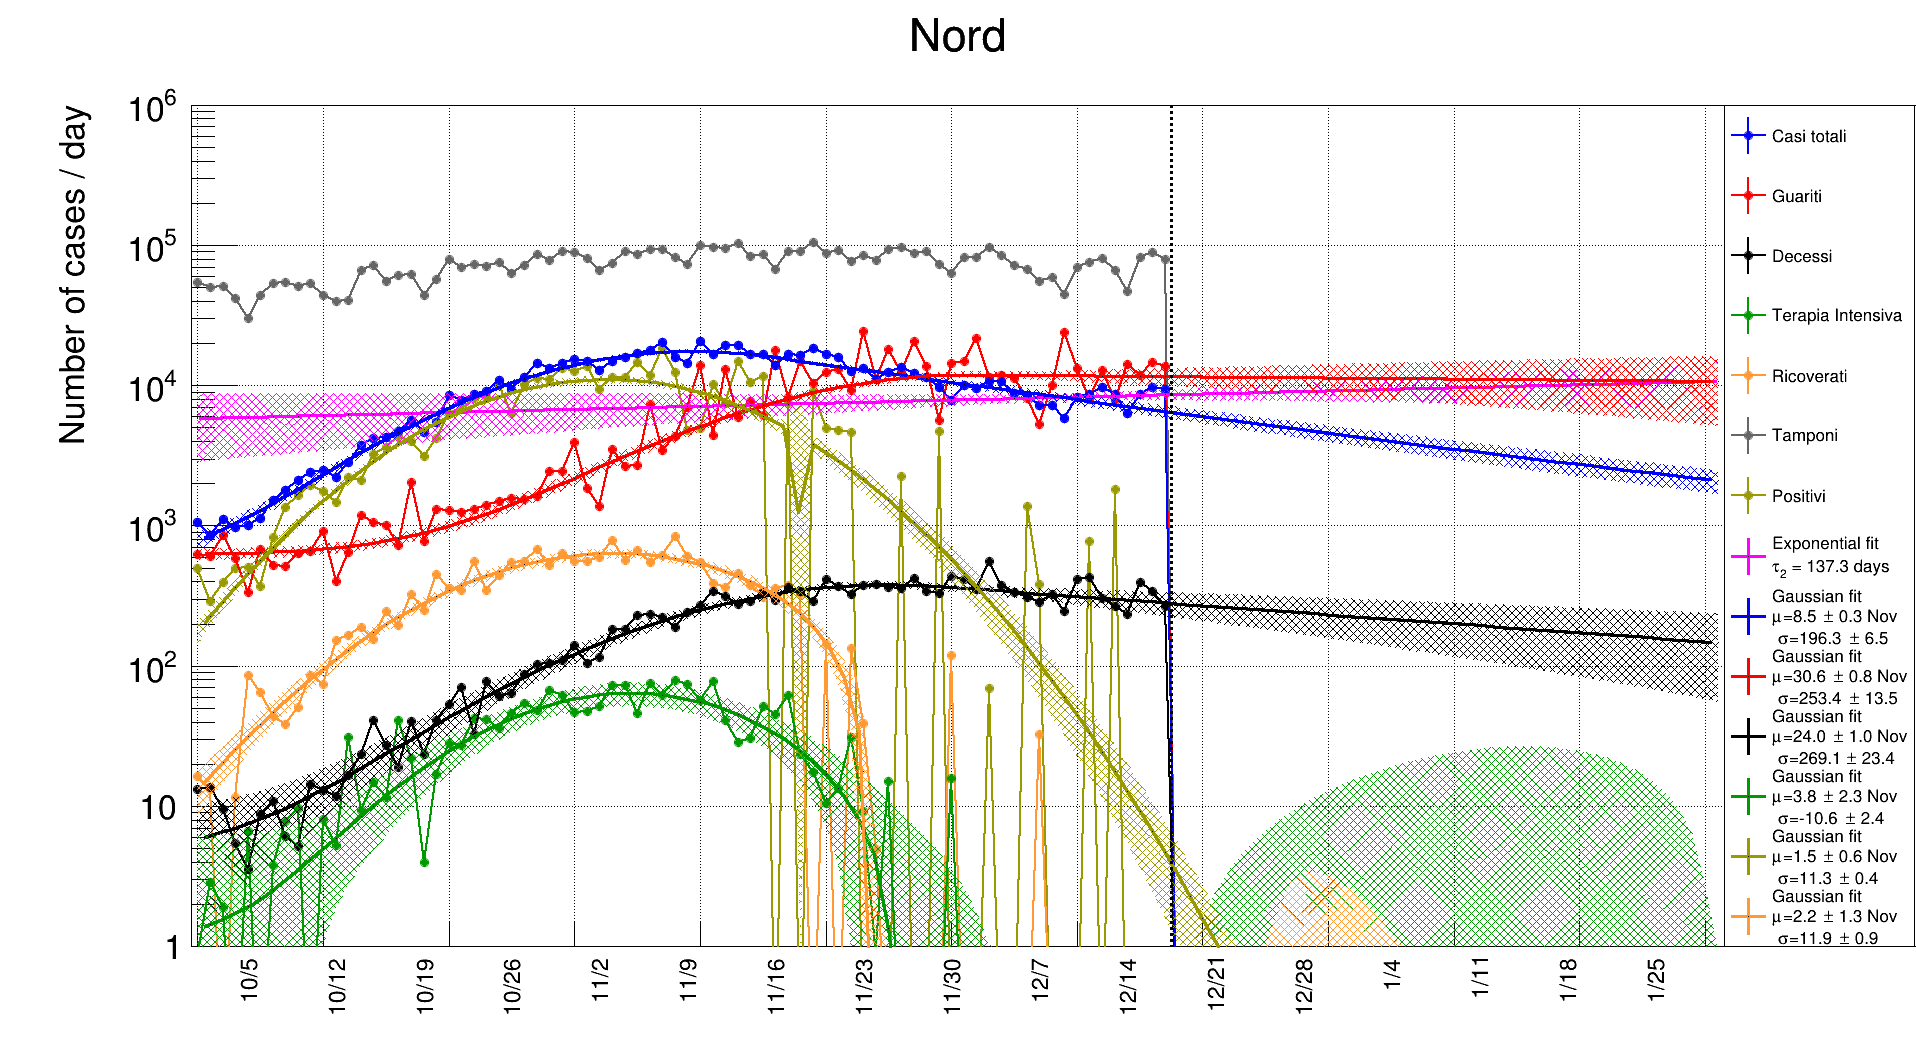 Nord
Number of cases / day
10^6
10^5
10^4
10^3
10^2
10
1
10/5
10/12
10/19
10/26
11/2
11/9
11/16
11/23
11/30
12/7
12/14
12/21
12/28
1/4
1/11
1/18
1/25
Casi totali
Guariti
Decessi
Terapia Intensiva
Ricoverati
Tamponi
Positivi
Exponential fit
τ_2 = 137.3 days
Gaussian fit
μ=8.5 ± 0.3 Nov
σ=196.3 ± 6.5
Gaussian fit
μ=30.6 ± 0.8 Nov
σ=253.4 ± 13.5
Gaussian fit
μ=24.0 ± 1.0 Nov
σ=269.1 ± 23.4
Gaussian fit
μ=3.8 ± 2.3 Nov
σ=-10.6 ± 2.4
Gaussian fit
μ=1.5 ± 0.6 Nov
σ=11.3 ± 0.4
Gaussian fit
μ=2.2 ± 1.3 Nov
σ=11.9 ± 0.9